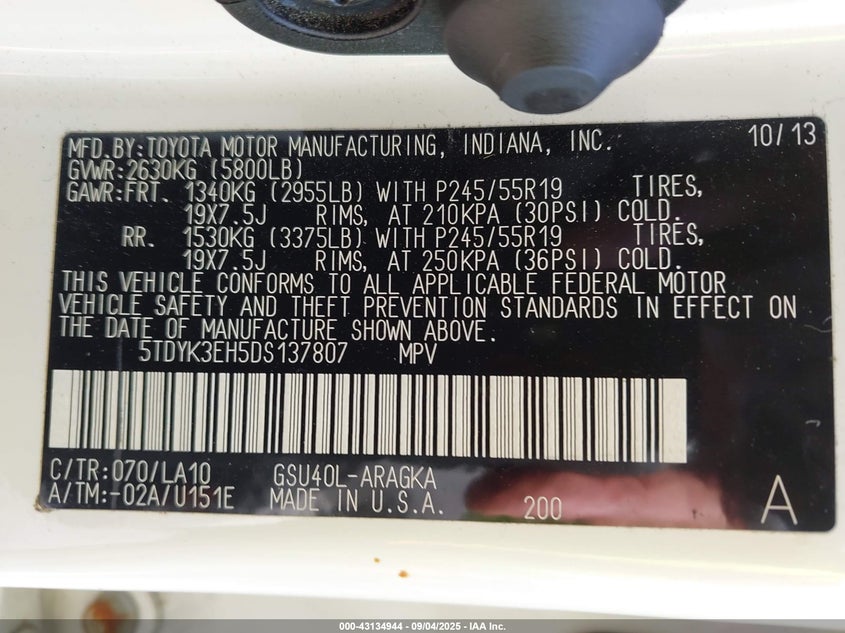 MFD.BY:TOYOTA MOTOR MANUFACTURING, INDIANA, INC. 10/13
GVWR:2630KG (5800LB)
GAWR:FRT. 1340KG (2955LB) WITH P245/55R19 TIRES,
19X7.5J RIMS, AT 210KPA (30PSI) COLD.
RR. 1530KG (3375LB) WITH P245/55R19 TIRES,
19X7.5J RIMS, AT 250KPA (36PSI) COLD.
THIS VEHICLE CONFORMS TO ALL APPLICABLE FEDERAL MOTOR
VEHICLE SAFETY AND THEFT PREVENTION STANDARDS IN EFFECT ON
THE DATE OF MANUFACTURE SHOWN ABOVE.
5TDYK3EH5DS137807 MPV
C/TR:070/LA10 GSU40L-ARAGKA
A/TM:-02A/U151E MADE IN U.S.A. 200 A
000-43134944 - 09/04/2025 - IAA Inc.